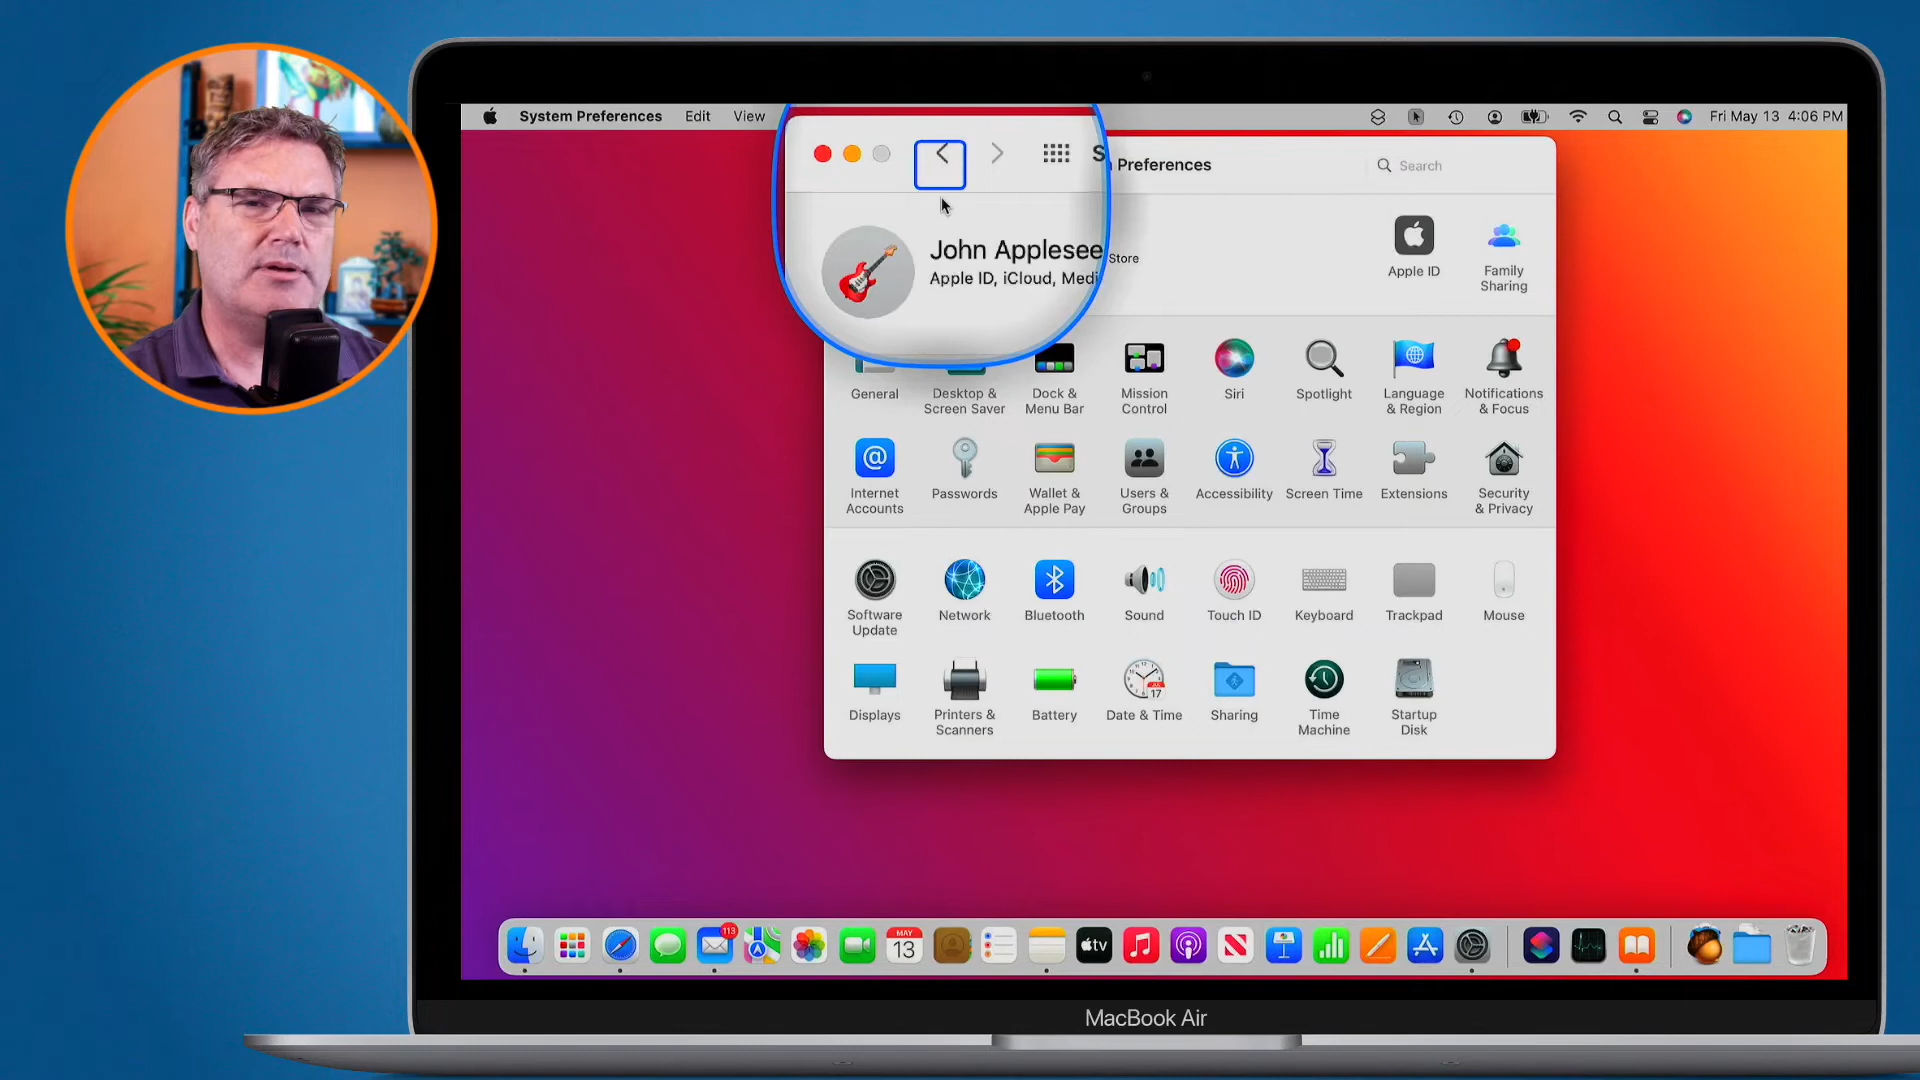 System Preferences Edit View
Fri May 13 4:06 PM
S
Preferences
Search
John Applesee
Apple ID, iCloud, Medi
Store
Apple ID
Family
Sharing
General
Desktop &
Screen Saver
Dock &
Menu Bar
Mission
Control
Siri
Spotlight
Language
& Region
Notifications
& Focus
Internet
Accounts
Passwords
Wallet &
Apple Pay
Users &
Groups
Accessibility
Screen Time
Extensions
Security
& Privacy
Software
Update
Network
Bluetooth
Sound
Touch ID
Keyboard
Trackpad
Mouse
Displays
Printers &
Scanners
Battery
JUL
17
Date & Time
Sharing
Time
Machine
Startup
Disk
113
MAY
13
tv
MacBook Air